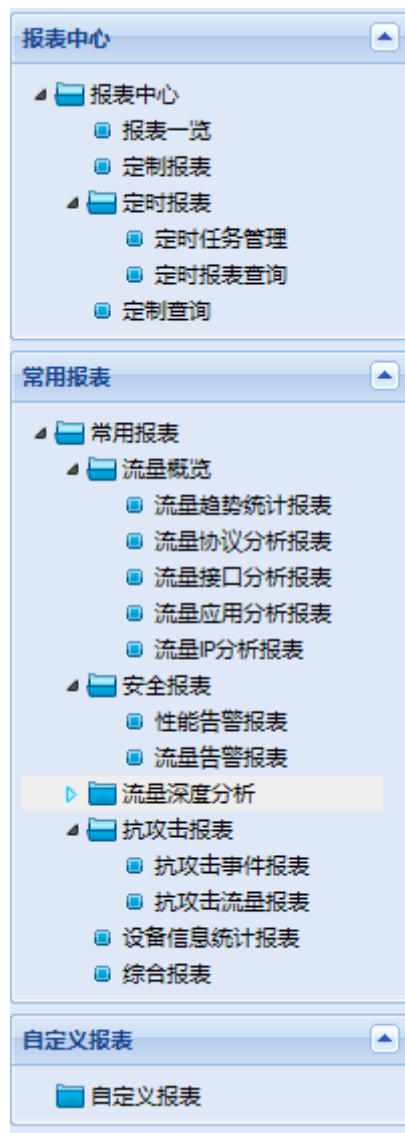 报表中心
报表中心
报表一览
定制报表
定时报表
定时任务管理
定时报表查询
定制查询
常用报表
常用报表
流量概览
流量趋势统计报表
流量协议分析报表
流量接口分析报表
流量应用分析报表
流量IP分析报表
安全报表
性能告警报表
流量告警报表
流量深度分析
抗攻击报表
抗攻击事件报表
抗攻击流量报表
设备信息统计报表
综合报表
自定义报表
自定义报表